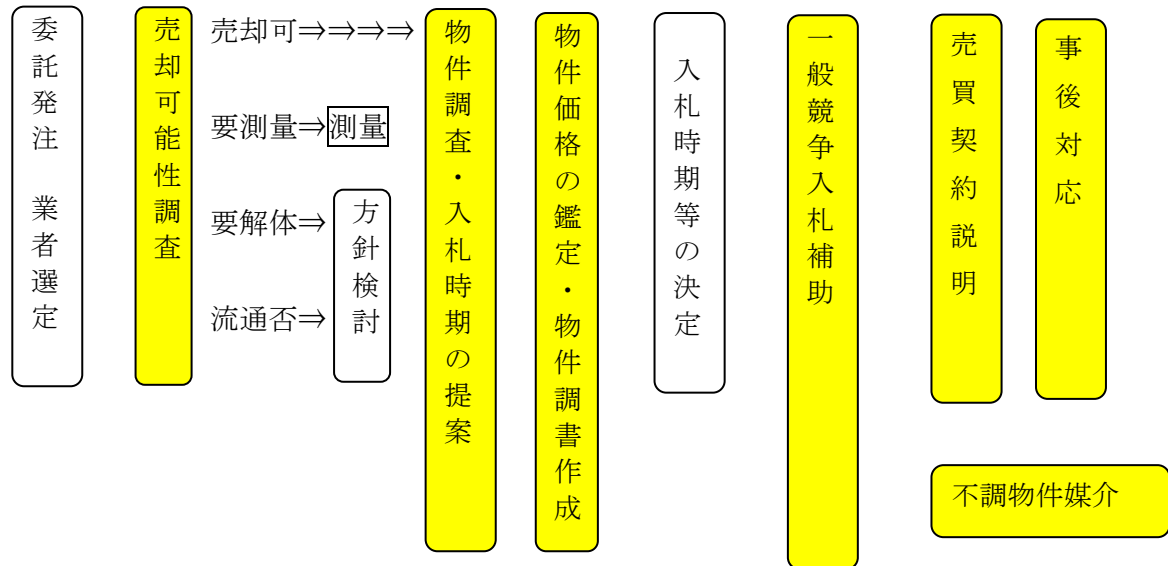 委託発注　業者選定
売却可能性調査
売却可⇒⇒⇒⇒
要測量⇒測量
要解体⇒
流通否⇒
方針検討
物件調査・入札時期の提案
物件価格の鑑定・物件調書作成
入札時期等の決定
一般競争入札補助
売買契約説明
事後対応
不調物件媒介